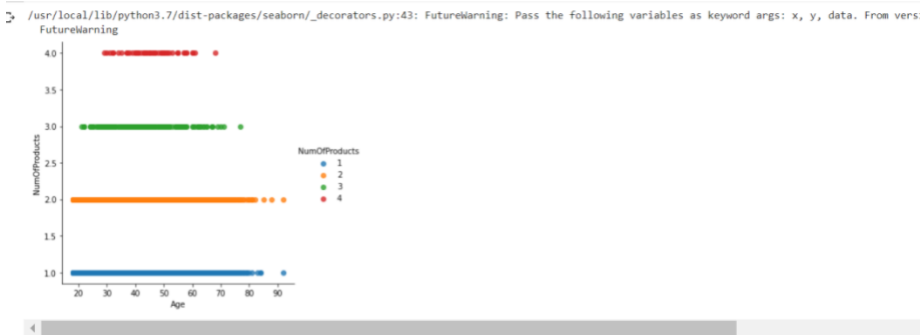 /usr/local/lib/python3.7/dist-packages/seaborn/_decorators.py:43: FutureWarning: Pass the following variables as keyword args: x, y, data. From vers
FutureWarning
4.0
3.5
3.0
2.5
2.0
1.5
1.0
NumOfProducts
20 30 40 50 60 70 80 90
Age
NumOfProducts
1
2
3
4